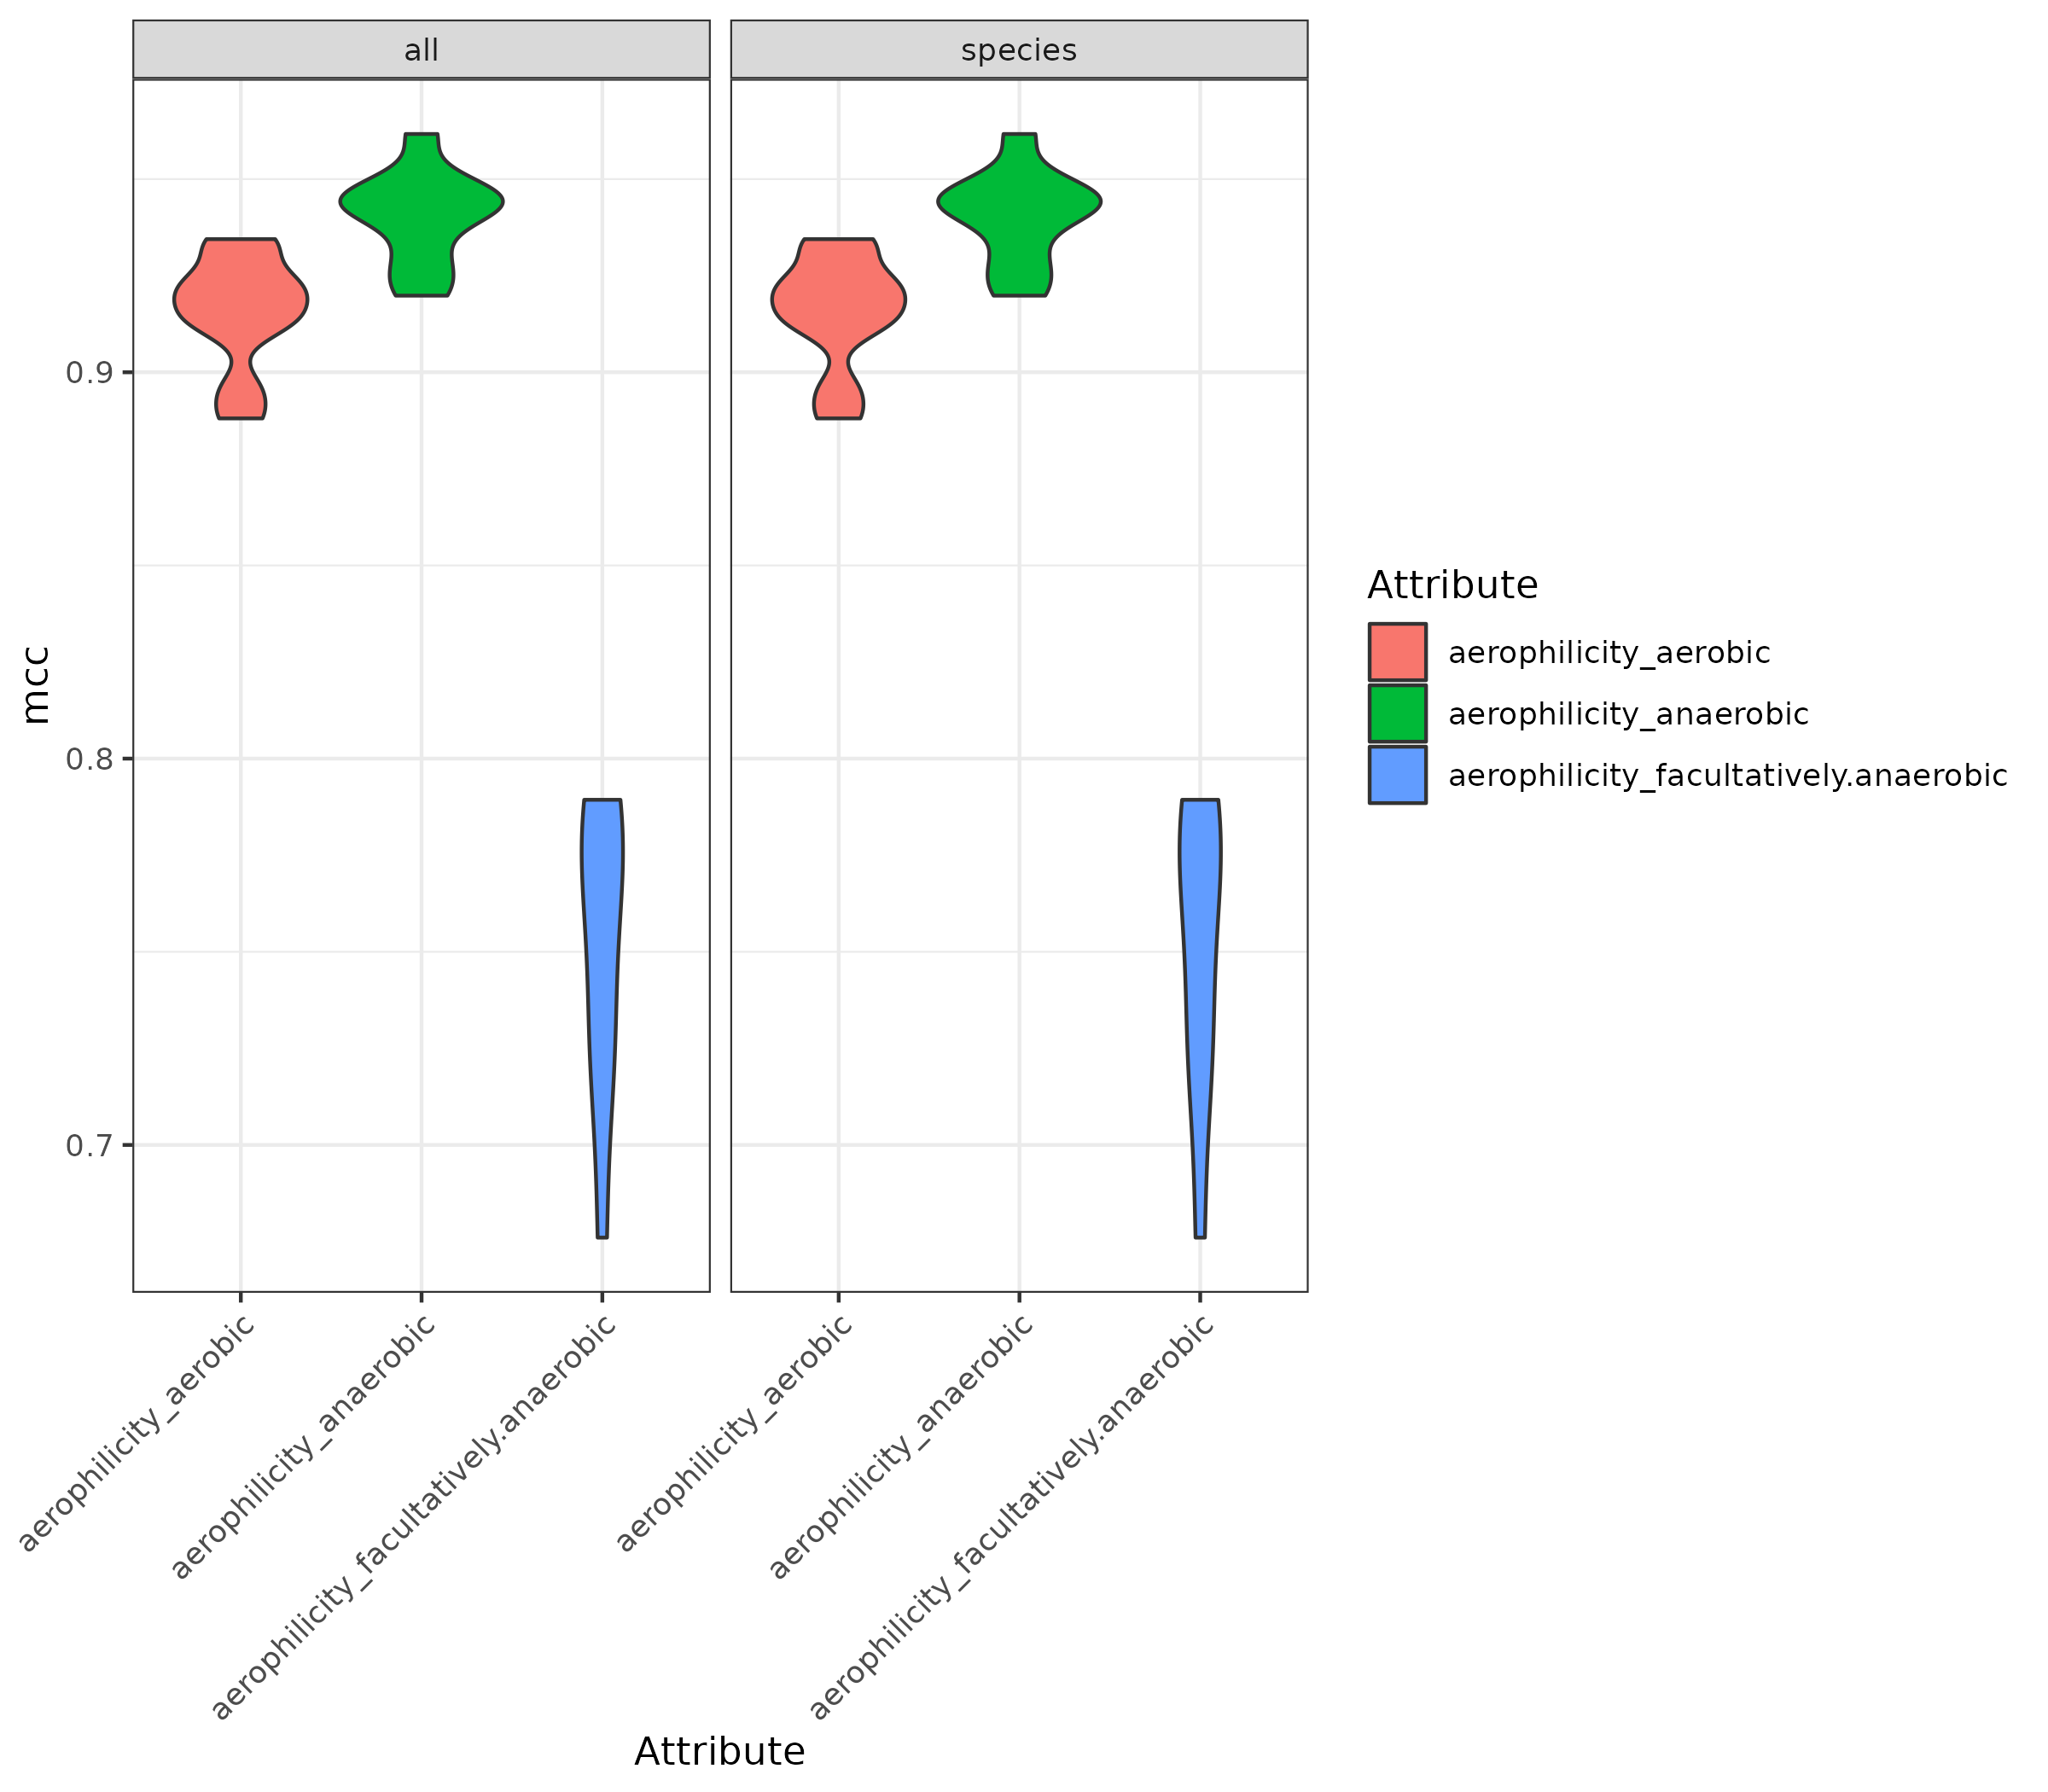 all
species
mcc
0.9
0.8
0.7
aerophilicity_aerobic
aerophilicity_anaerobic
aerophilicity_facultatively.anaerobic
aerophilicity_aerobic
aerophilicity_anaerobic
aerophilicity_facultatively.anaerobic
Attribute
Attribute
aerophilicity_aerobic
aerophilicity_anaerobic
aerophilicity_facultatively.anaerobic